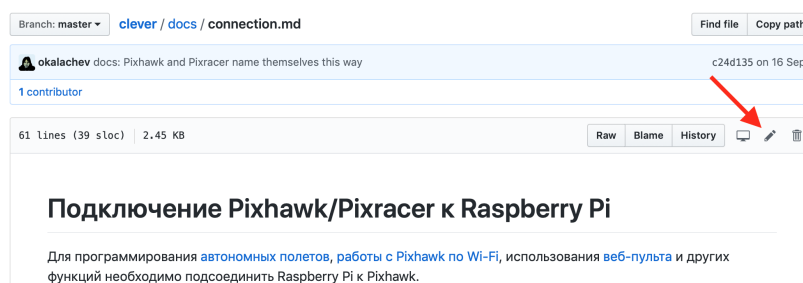 Branch: master clever / docs / connection.md Find file Copy path
okalachev docs: Pixhawk and Pixracer name themselves this way c24d135 on 16 Sep
1 contributor
61 lines (39 sloc) 2.45 KB Raw Blame History
Подключение Pixhawk/Pixracer к Raspberry Pi
Для программирования автономных полетов, работы с Pixhawk по Wi-Fi, использования веб-пульта и других
функций необходимо подсоединить Raspberry Pi к Pixhawk.